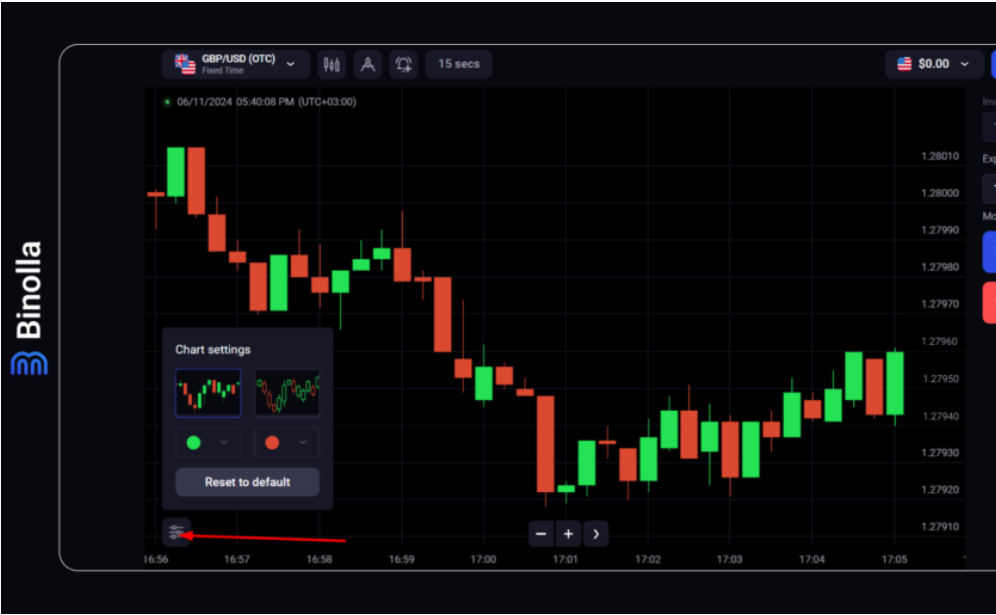 Binolla
GBP/USD (OTC)
Fixed Time
15 secs
$0.00
06/11/2024 05:40:08 PM (UTC+03:00)
Inv
Exp
Mo
1.28010
1.28000
1.27990
1.27980
1.27970
1.27960
1.27950
1.27940
1.27930
1.27920
1.27910
Chart settings
Reset to default
16:56
16:57
16:58
16:59
17:00
17:01
17:02
17:03
17:04
17:05